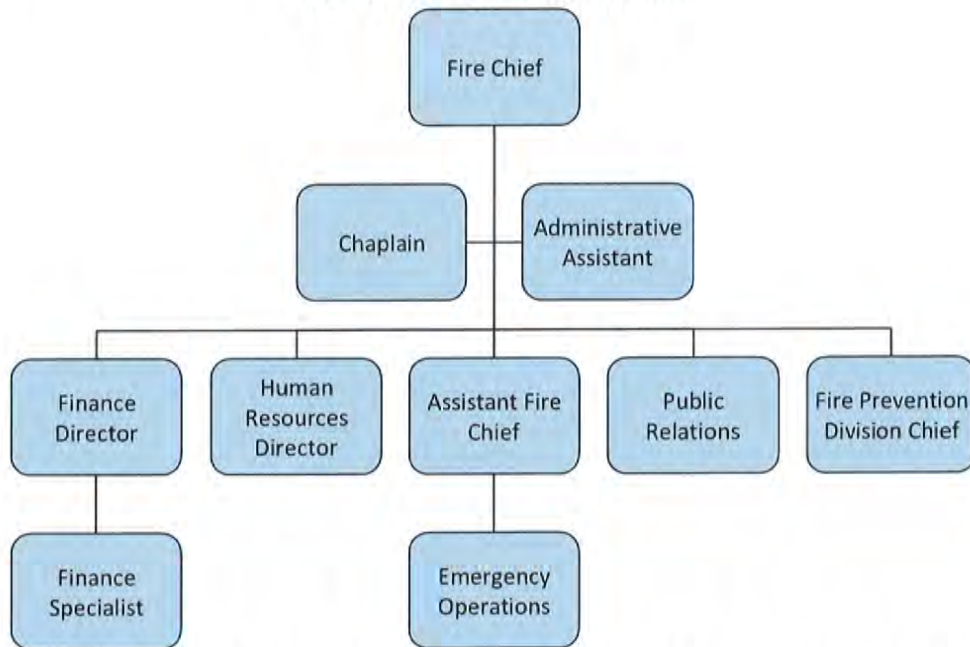 Fire Chief
Chaplain
Administrative
Assistant
Finance
Director
Human
Resources
Director
Assistant Fire
Chief
Public
Relations
Fire Prevention
Division Chief
Finance
Specialist
Emergency
Operations